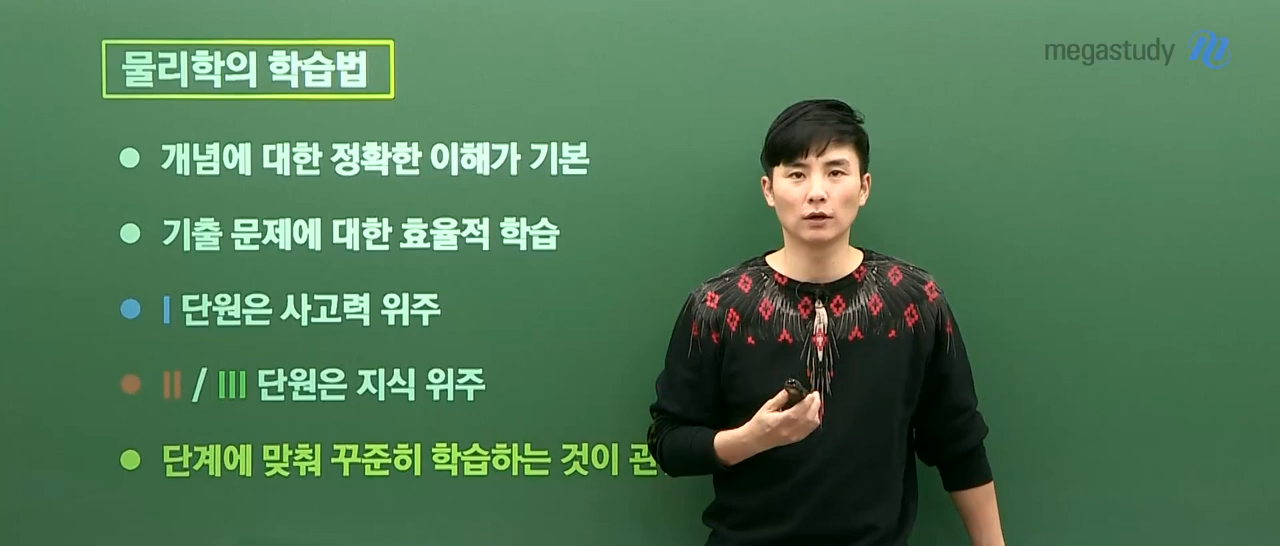 물리학의 학습법
megastudy
개념에 대한 정확한 이해가 기본
기출 문제에 대한 효율적 학습
I 단원은 사고력 위주
II / III 단원은 지식 위주
단계에 맞춰 꾸준히 학습하는 것이